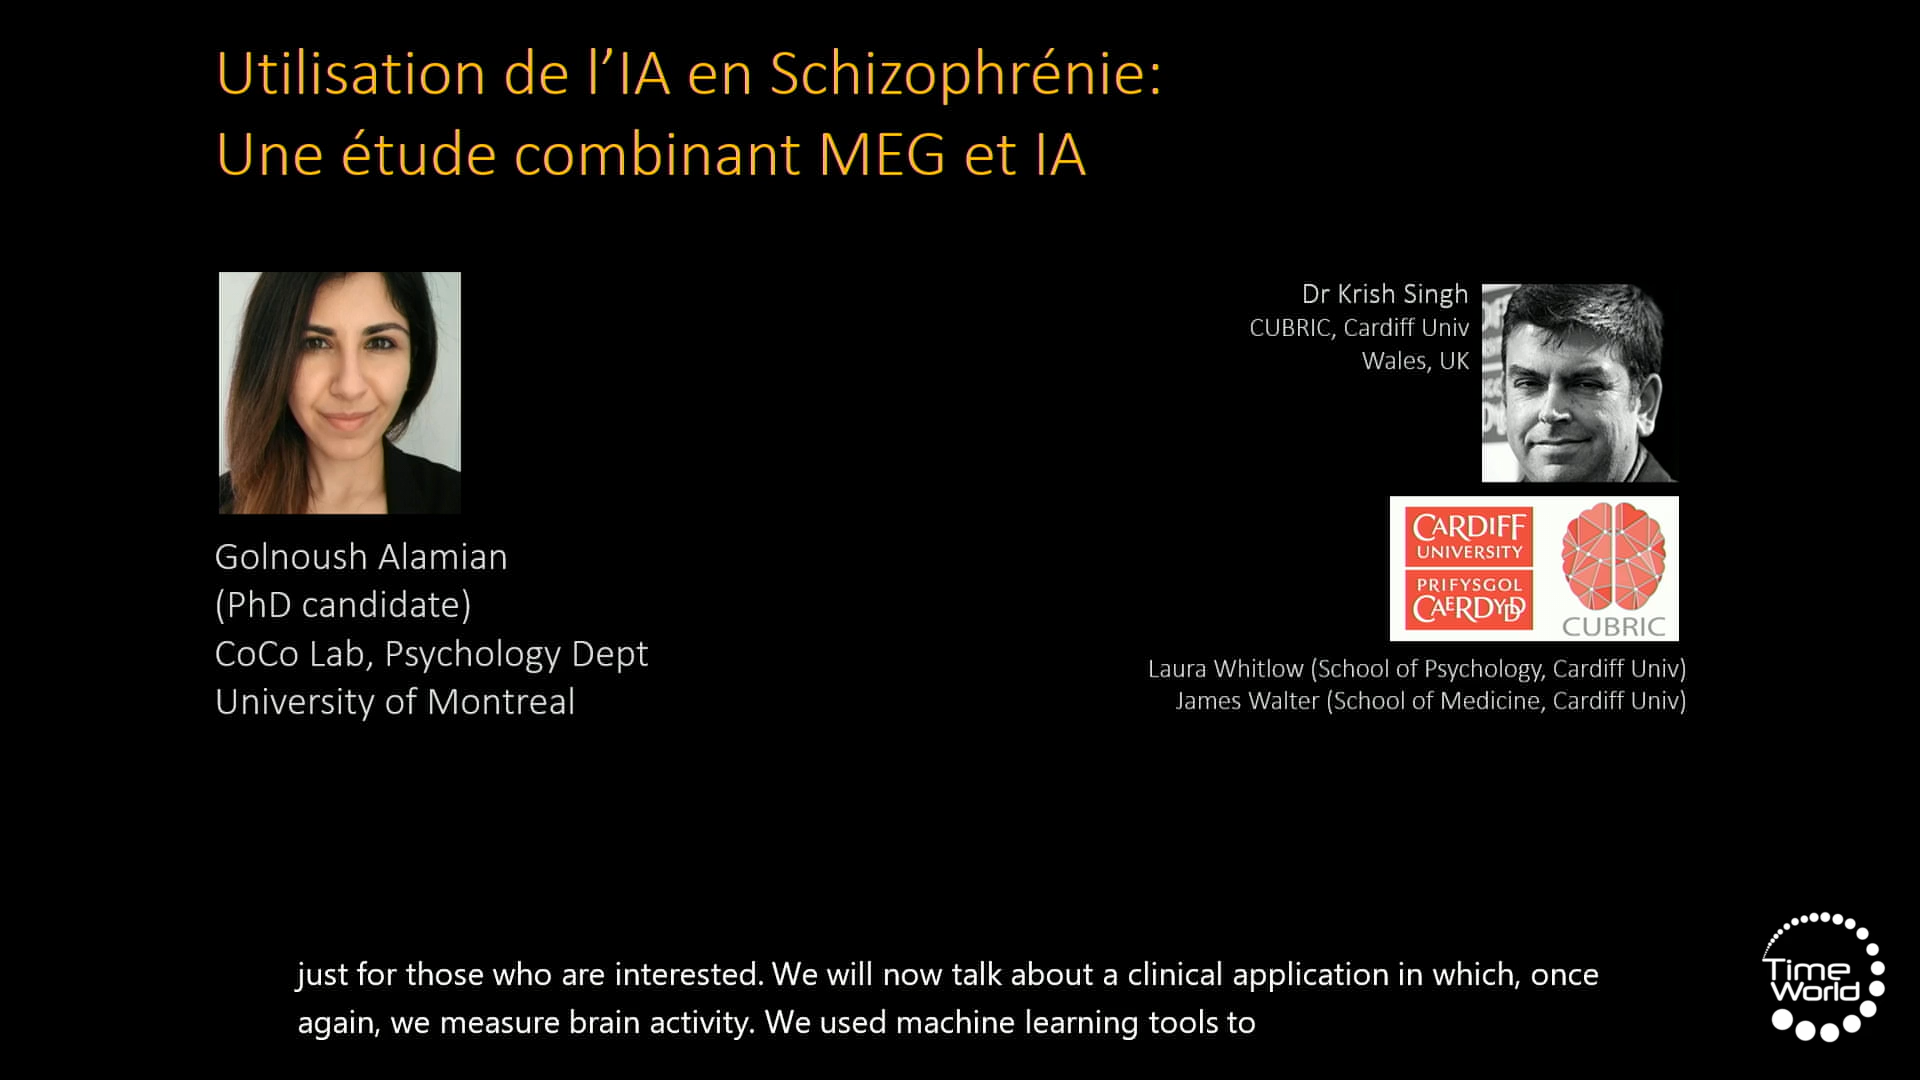 Utilisation de l’IA en Schizophrénie:
Une étude combinant MEG et IA
Golnoush Alamian
(PhD candidate)
CoCo Lab, Psychology Dept
University of Montreal
Dr Krish Singh
CUBRIC, Cardiff Univ
Wales, UK
CARDIFF
UNIVERSITY
PRIFYSGOL
CAERDYDD
CUBRIC
Laura Whitlow (School of Psychology, Cardiff Univ)
James Walter (School of Medicine, Cardiff Univ)
just for those who are interested. We will now talk about a clinical application in which, once
again, we measure brain activity. We used machine learning tools to
Time
World